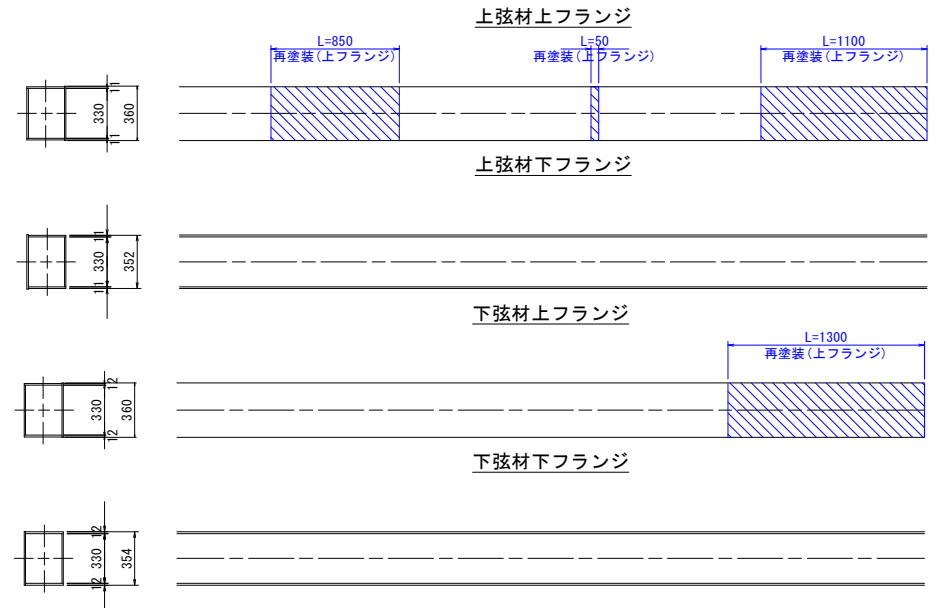 上弦材上フランジ
L=850
再塗装(上フランジ)
L=50
再塗装(上フランジ)
L=1100
再塗装(上フランジ)
11
330
11
360
上弦材下フランジ
11
330
11
352
下弦材上フランジ
L=1300
再塗装(上フランジ)
12
330
12
360
下弦材下フランジ
12
330
12
354